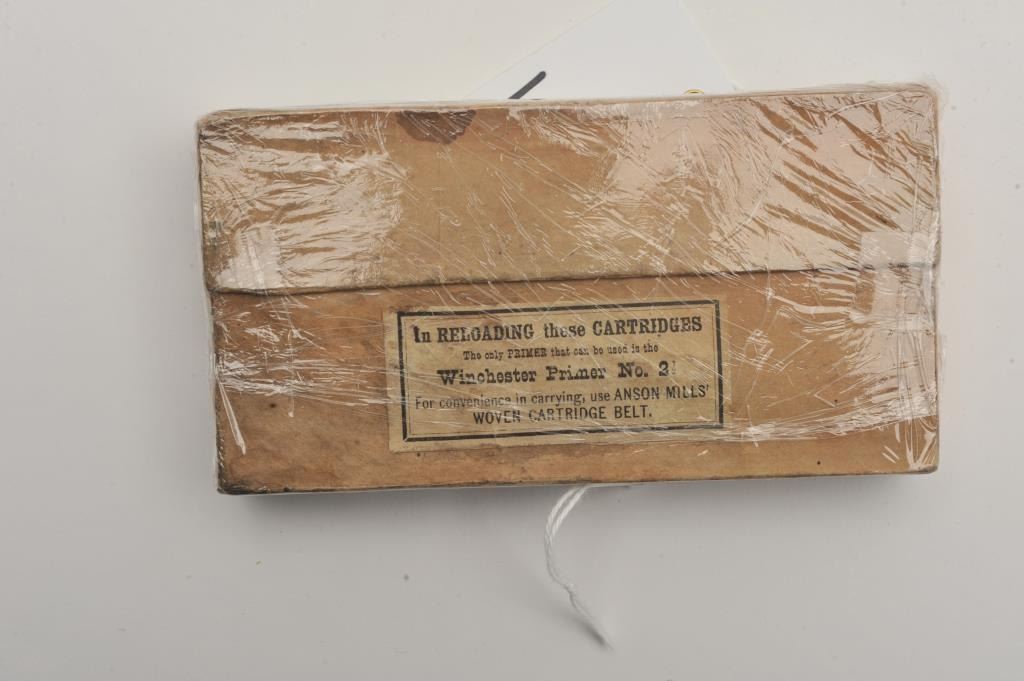 In RELOADING these CARTRIDGES
The only PRIMER that can be used is the
Winchester Primer No. 2½
For convenience in carrying, use ANSON MILLS'
WOVEN CARTRIDGE BELT.